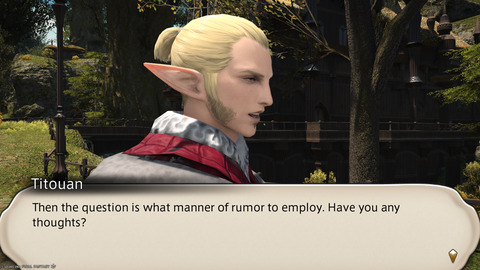 Titouan
Then the question is what manner of rumor to employ. Have you any
thoughts?